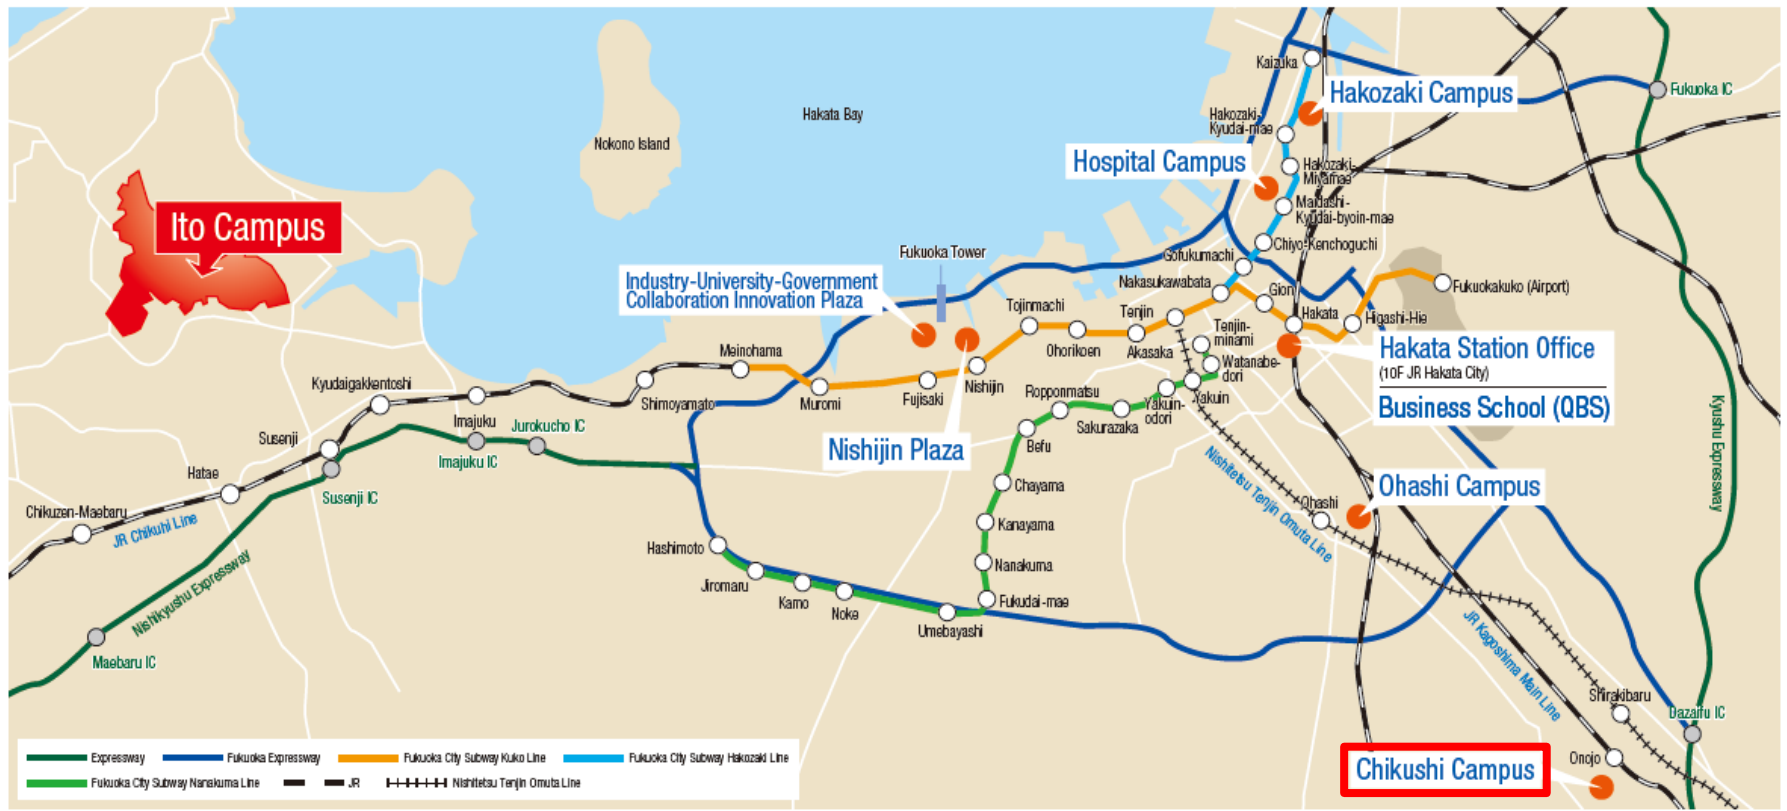 Kaizuka
Fukuoka IC
Hakozaki Campus
Hakozaki-
Kyudai-mae
Hakata Bay
Nokono Island
Hospital Campus
Hakozaki-
Miyamae
Maidashi-
Kyudai-byoin-mae
Ito Campus
Chiyo-Kenchoguchi
Fukuoka Tower
Gofukumachi
Industry-University-Government
Collaboration Innovation Plaza
Nakasukawabata
Gion
Fukuokakuko (Airport)
Tojinmachi
Tenjin
Hakata
Higashi-Hie
Tenjin-
minami
Meinohama
Ohorikoen
Akasaka
Hakata Station Office
(10F JR Hakata City)
Watanabe-
dori
Kyudaigakkentoshi
Nishijin
Ropponmatsu
Shimoyamato
Muromi
Fujisaki
Yakuin-
odori
Yakuin
Business School (QBS)
Imajuku
Jurokucho IC
Sakurazaka
Susenji
Nishijin Plaza
Befu
Kyushu Expressway
Imajuku IC
Hatae
Susenji IC
Chayama
Nishitetsu Tenjin Omuta Line
Ohashi Campus
Ohashi
Chikuzen-Maebaru
JR Chikuhi Line
Kanayama
Hashimoto
Nanakuma
Jiromaru
Kamo
Noke
Fukudai-mae
Umebayashi
Nishikyushu Expressway
Maebaru IC
JR Kagoshima Main Line
Shirakibaru
Dazaifu IC
Onojo
Chikushi Campus
Expressway
Fukuoka Expressway
Fukuoka City Subway Kuko Line
Fukuoka City Subway Hakozaki Line
Fukuoka City Subway Nanakuma Line
JR
Nishitetsu Tenjin Omuta Line